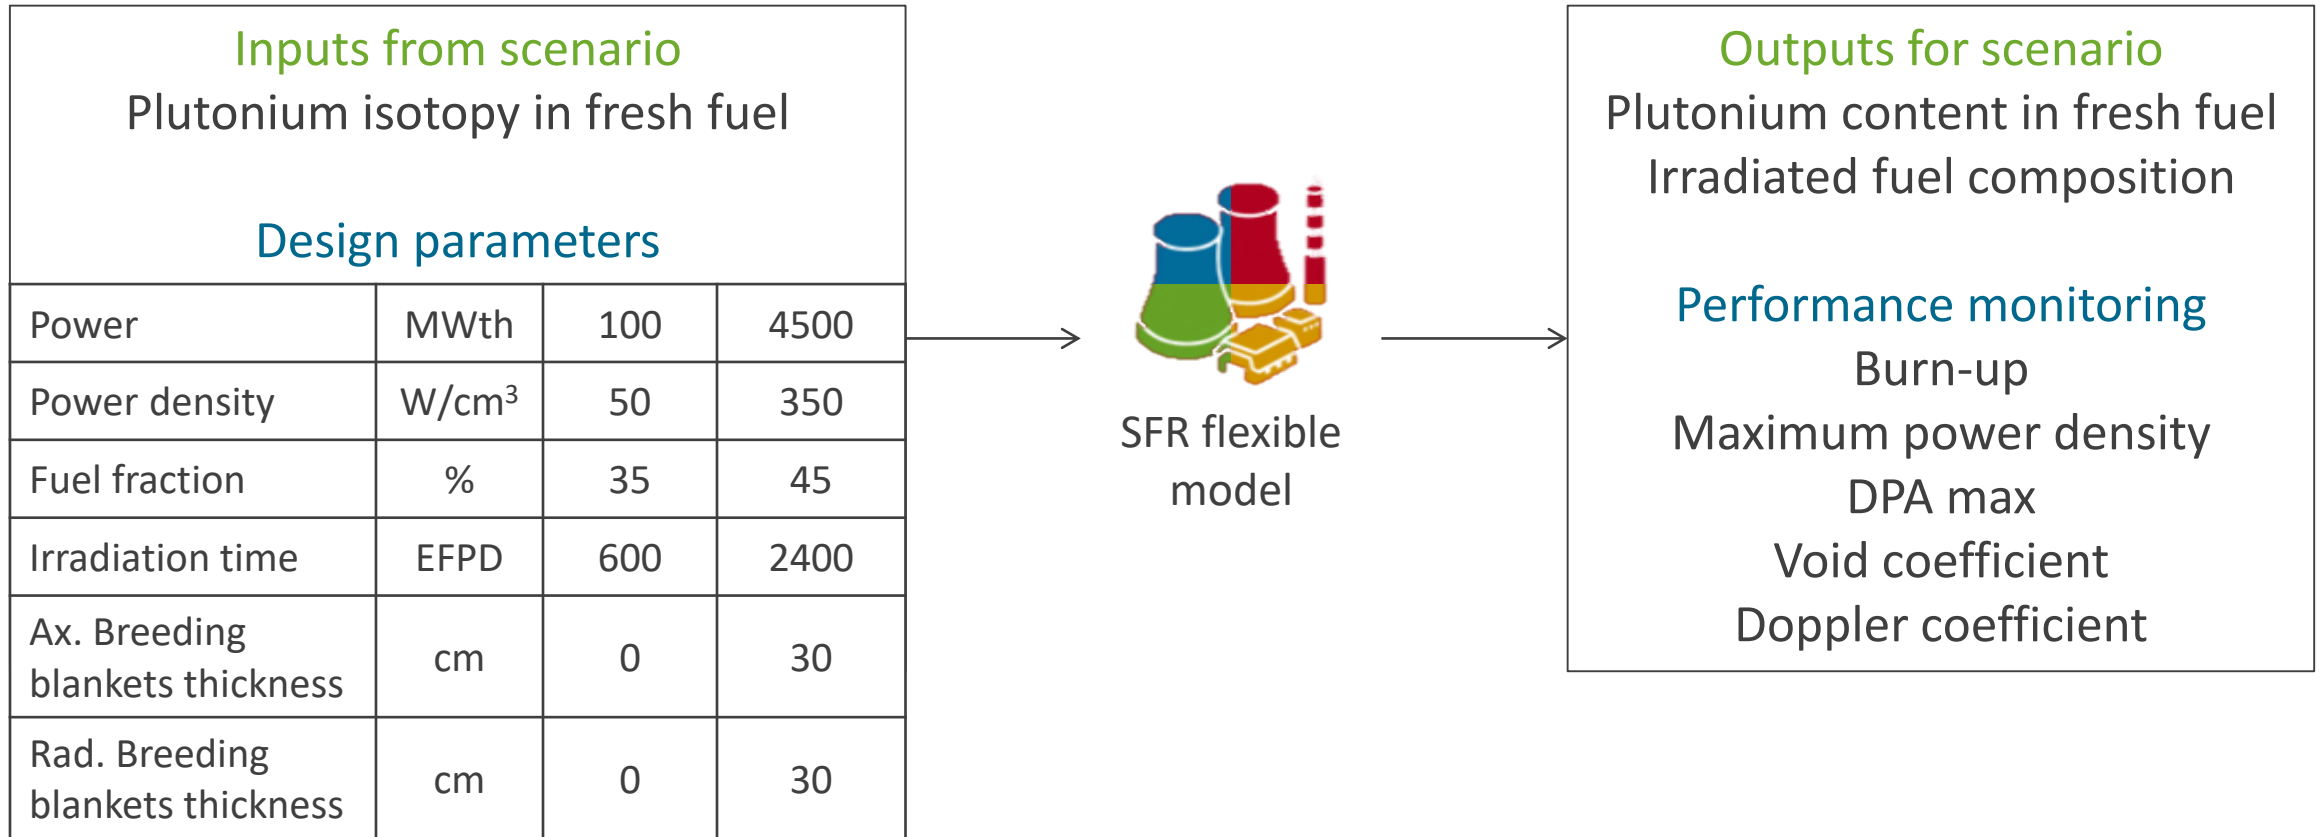 Inputs from scenario
Plutonium isotopy in fresh fuel
Design parameters
Power MWth 100 4500
Power density W/cm³ 50 350
Fuel fraction % 35 45
Irradiation time EFPD 600 2400
Ax. Breeding
blankets thickness cm 0 30
Rad. Breeding
blankets thickness cm 0 30
SFR flexible
model
Outputs for scenario
Plutonium content in fresh fuel
Irradiated fuel composition
Performance monitoring
Burn-up
Maximum power density
DPA max
Void coefficient
Doppler coefficient